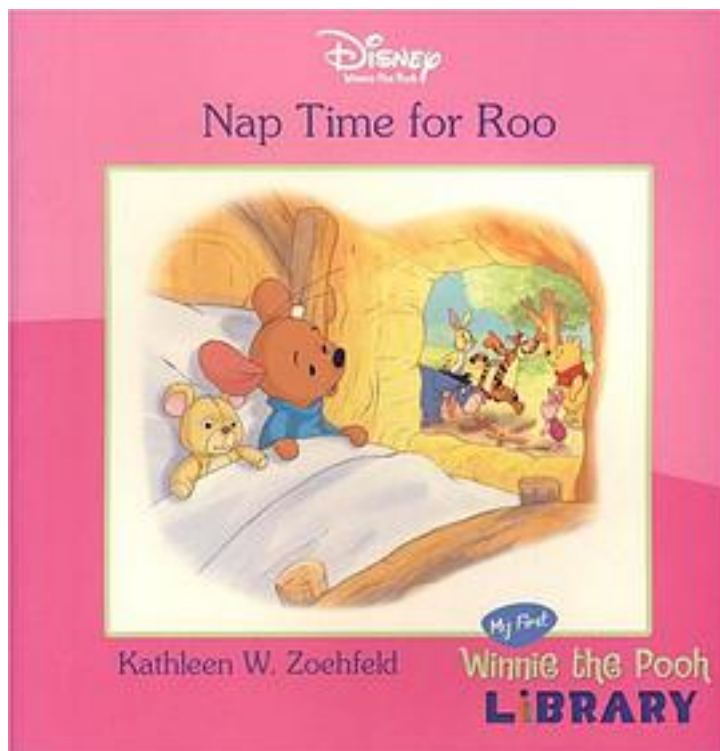 Disney
Winnie the Pooh
Nap Time for Roo
Kathleen W. Zoehfeld
My First
Winnie the Pooh
LiBRARY